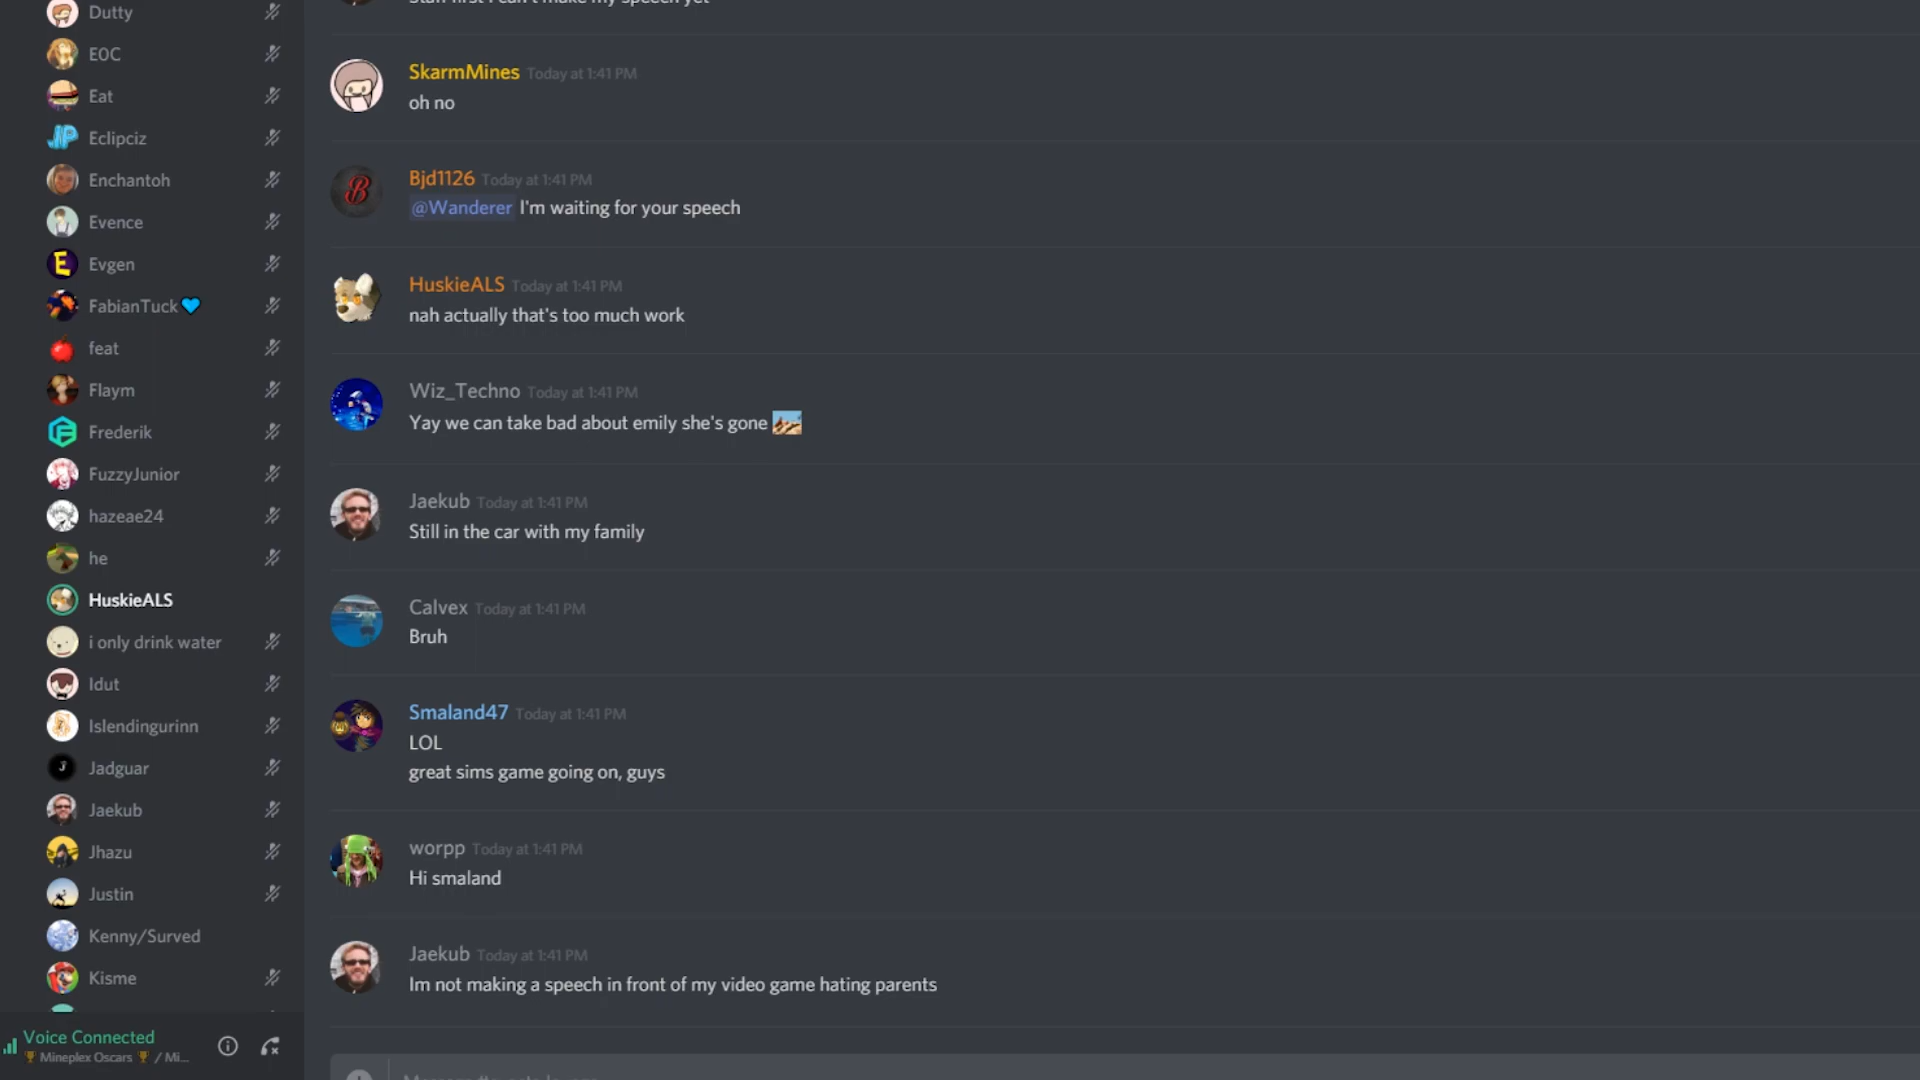 Dutty
E0C
Eat
Eclipciz
Enchantoh
Evence
Evgen
FabianTuck💙
feat
Flaym
Frederik
FuzzyJunior
hazeae24
he
HuskieALS
i only drink water
Idut
Islendingurinn
Jadguar
Jaekub
Jhazu
Justin
Kenny/Surved
Kisme
Voice Connected
🏆 Mineplex Oscars 🏆 / Mi...
SkarmMines Today at 1:41 PM
oh no
Bjd1126 Today at 1:41 PM
@Wanderer I'm waiting for your speech
HuskieALS Today at 1:41 PM
nah actually that's too much work
Wiz_Techno Today at 1:41 PM
Yay we can take bad about emily she's gone
Jaekub Today at 1:41 PM
Still in the car with my family
Calvex Today at 1:41 PM
Bruh
Smaland47 Today at 1:41 PM
LOL
great sims game going on, guys
worpp Today at 1:41 PM
Hi smaland
Jaekub Today at 1:41 PM
Im not making a speech in front of my video game hating parents